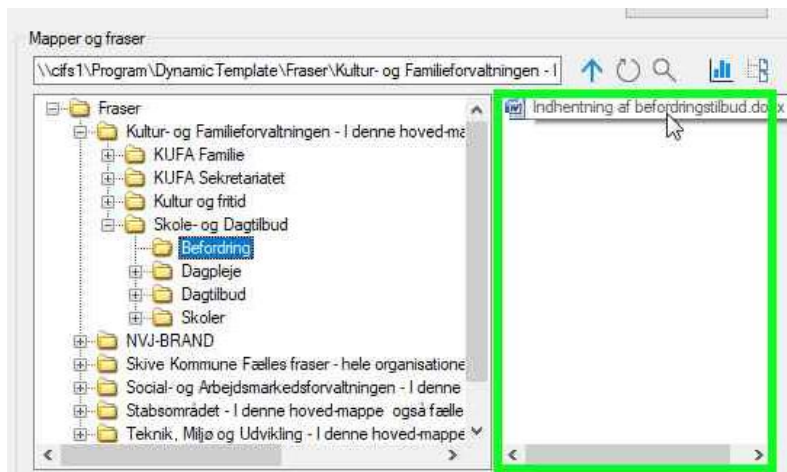 Mapper og fraser
\\cifs1\Program\DynamicTemplate\Fraser\Kultur- og Familieforvaltningen - I
Fraser
Kultur- og Familieforvaltningen - I denne hoved-ma
KUFA Familie
KUFA Sekretariatet
Kultur og fritid
Skole- og Dagtilbud
Befordring
Dagpleje
Dagtilbud
Skoler
NVJ-BRAND
Skive Kommune Fælles fraser - hele organisatione
Social- og Arbejdsmarkedsforvaltningen - I denne
Stabsområdet - I denne hoved-mappe også fælle
Teknik, Miljø og Udvikling - I denne hoved-mappe
Indhentning af befordringstilbud.docx